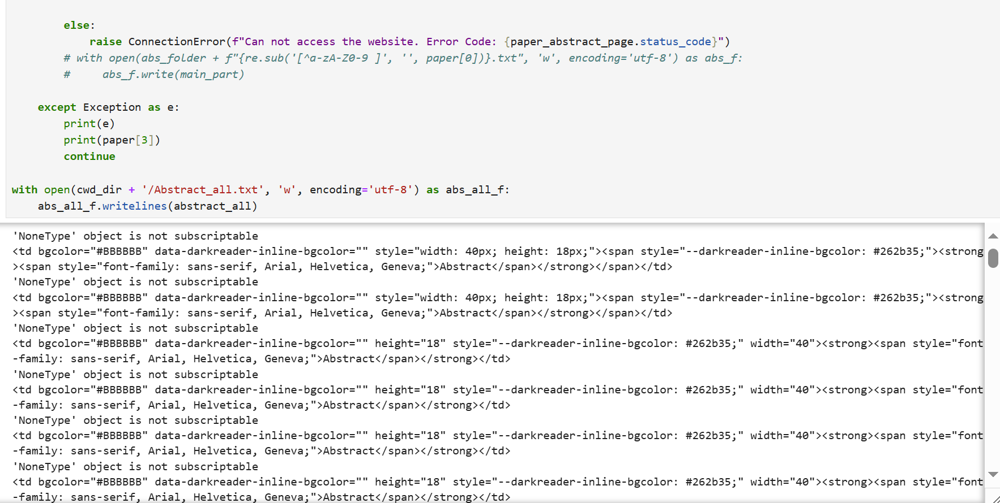 else:
raise ConnectionError(f"Can not access the website. Error Code: {paper_abstract_page.status_code}")
# with open(abs_folder + f"{re.sub('[^a-zA-Z0-9 ]', '', paper[0])}.txt", 'w', encoding='utf-8') as abs_f:
#     abs_f.write(main_part)
except Exception as e:
print(e)
print(paper[3])
continue
with open(cwd_dir + '/Abstract_all.txt', 'w', encoding='utf-8') as abs_all_f:
abs_all_f.writelines(abstract_all)
'NoneType' object is not subscriptable
<td bgcolor="#BBBBBB" data-darkreader-inline-bgcolor="" style="width: 40px; height: 18px;"><span style="--darkreader-inline-bgcolor: #262b35;"><strong
><span style="font-family: sans-serif, Arial, Helvetica, Geneva;">Abstract</span></strong></span></td>
'NoneType' object is not subscriptable
<td bgcolor="#BBBBBB" data-darkreader-inline-bgcolor="" style="width: 40px; height: 18px;"><span style="--darkreader-inline-bgcolor: #262b35;"><strong
><span style="font-family: sans-serif, Arial, Helvetica, Geneva;">Abstract</span></strong></span></td>
'NoneType' object is not subscriptable
<td bgcolor="#BBBBBB" data-darkreader-inline-bgcolor="" height="18" style="--darkreader-inline-bgcolor: #262b35;" width="40"><strong><span style="font
-family: sans-serif, Arial, Helvetica, Geneva;">Abstract</span></strong></td>
'NoneType' object is not subscriptable
<td bgcolor="#BBBBBB" data-darkreader-inline-bgcolor="" height="18" style="--darkreader-inline-bgcolor: #262b35;" width="40"><strong><span style="font
-family: sans-serif, Arial, Helvetica, Geneva;">Abstract</span></strong></td>
'NoneType' object is not subscriptable
<td bgcolor="#BBBBBB" data-darkreader-inline-bgcolor="" height="18" style="--darkreader-inline-bgcolor: #262b35;" width="40"><strong><span style="font
-family: sans-serif, Arial, Helvetica, Geneva;">Abstract</span></strong></td>
'NoneType' object is not subscriptable
<td bgcolor="#BBBBBB" data-darkreader-inline-bgcolor="" height="18" style="--darkreader-inline-bgcolor: #262b35;" width="40"><strong><span style="font
-family: sans-serif, Arial, Helvetica, Geneva;">Abstract</span></strong></td>